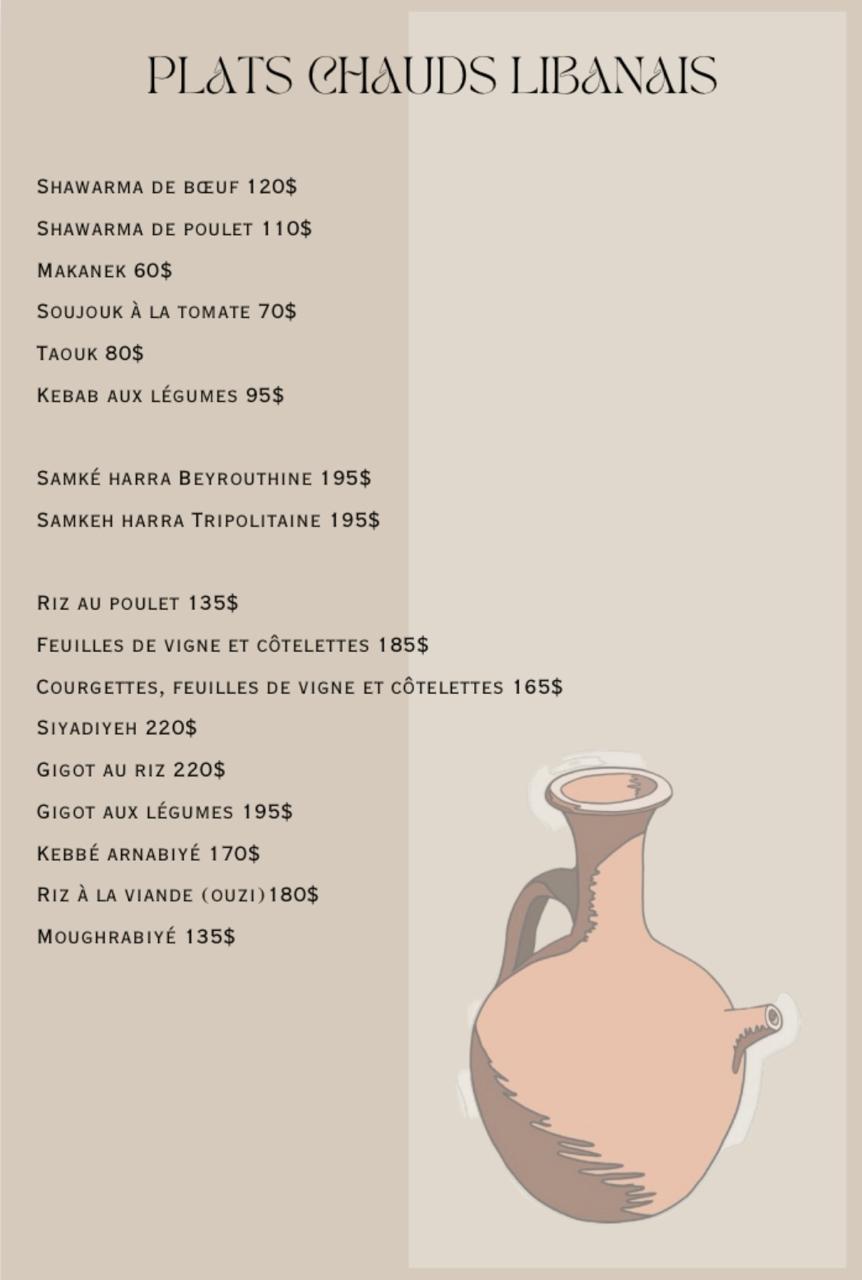 PLATS CHAUDS LIBANAIS
Shawarma de bœuf 120$
Shawarma de poulet 110$
Makanek 60$
Soujouk à la tomate 70$
Taouk 80$
Kebab aux légumes 95$
Samké harra Beyrouthine 195$
Samkeh harra Tripolitaine 195$
Riz au poulet 135$
Feuilles de vigne et côtelettes 185$
Courgettes, feuilles de vigne et côtelettes 165$
Siyadiyeh 220$
Gigot au riz 220$
Gigot aux légumes 195$
Kebbé arnabiyé 170$
Riz à la viande (ouzi)180$
Moughrabiyé 135$